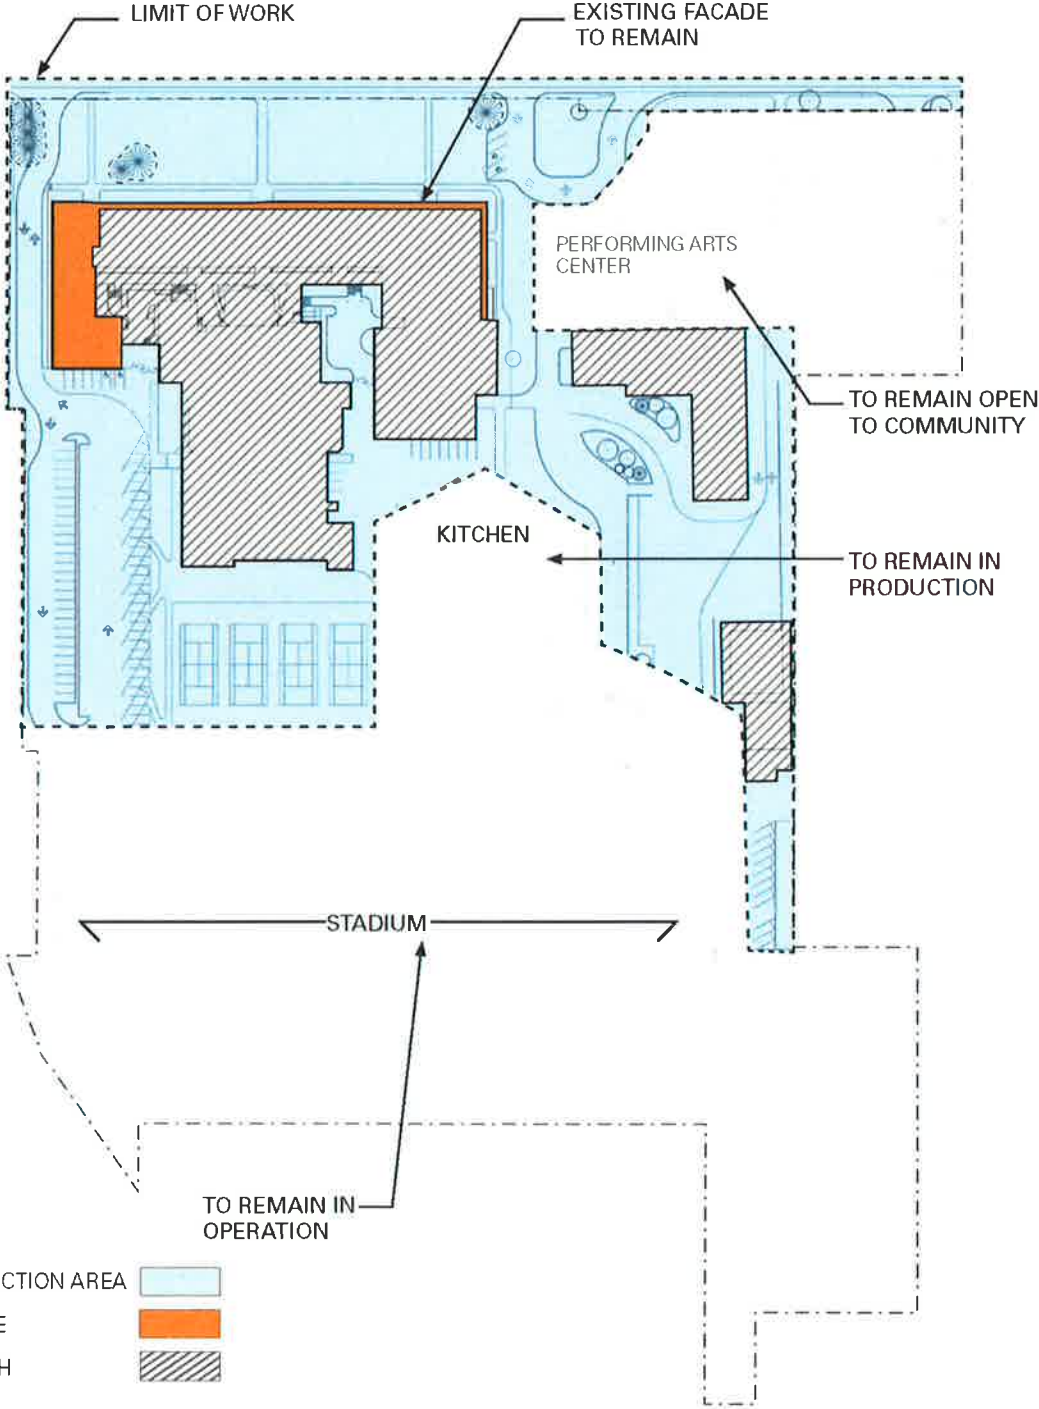 LIMIT OF WORK
EXISTING FACADE
TO REMAIN
PERFORMING ARTS
CENTER
TO REMAIN OPEN
TO COMMUNITY
KITCHEN
TO REMAIN IN
PRODUCTION
STADIUM
TO REMAIN IN
OPERATION
CTION AREA
E
H